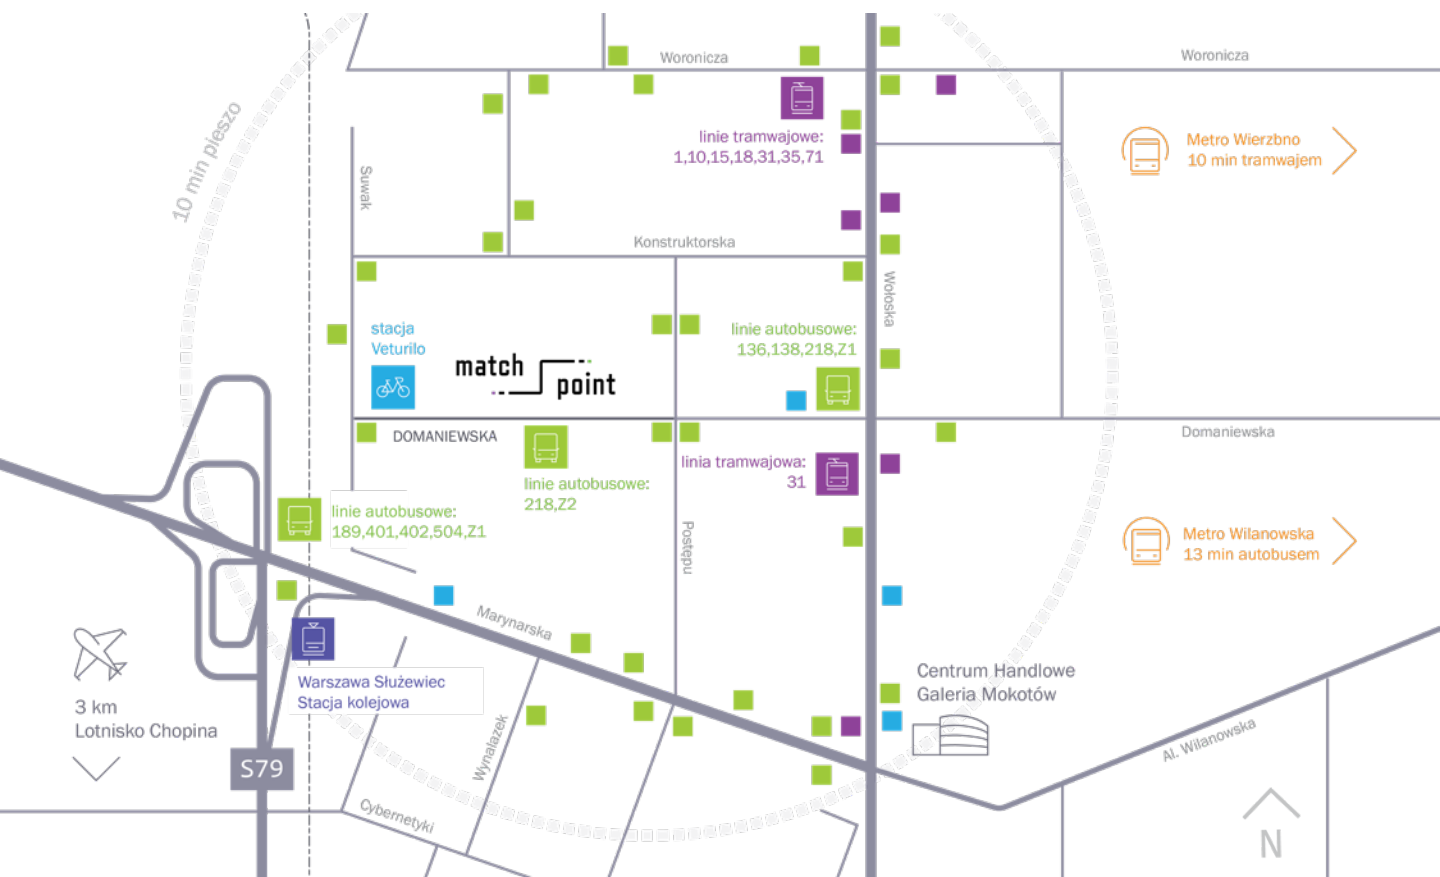 Woronicza
Woronicza
10 min pieszo
linie tramwajowe:
1,10,15,18,31,35,71
Metro Wierzbno
10 min tramwajem
Suwak
Konstruktorska
Wołoska
stacja
Veturilo
match
point
linie autobusowe:
136,138,218,Z1
DOMANIEWSKA
Domaniewska
linie autobusowe:
218,Z2
linia tramwajowa:
31
linie autobusowe:
189,401,402,504,Z1
Postępu
Metro Wilanowska
13 min autobusem
Marynarska
Warszawa Służewiec
Stacja kolejowa
3 km
Lotnisko Chopina
S79
Centrum Handlowe
Galeria Mokotów
Wynalazek
Al. Wilanowska
Cybernetyki
N